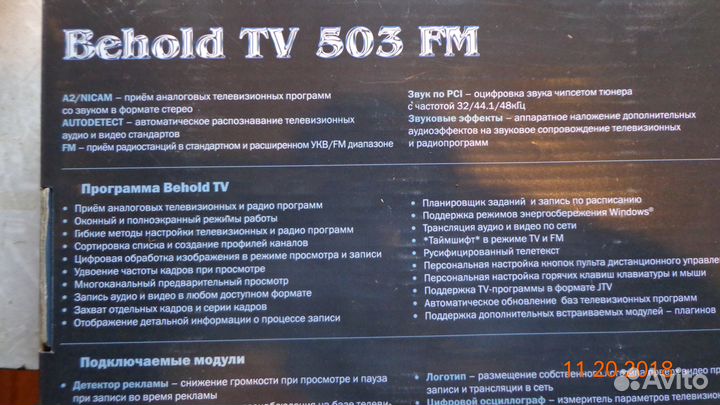 Behold TV 503 FM
A2/NICAM – приём аналоговых телевизионных программ
со звуком в формате стерео
AUTODETECT – автоматическое распознавание телевизионных
аудио и видео стандартов
FM – приём радиостанций в стандартном и расширенном УКВ/FM диапазоне
Звук по PCI – оцифровка звука чипсетом тюнера
с частотой 32/44.1/48кГц
Звуковые эффекты – аппаратное наложение дополнительных
аудиоэффектов на звуковое сопровождение телевизионных
и радиопрограмм
Программа Behold TV
• Приём аналоговых телевизионных и радио программ
• Оконный и полноэкранный режимы работы
• Гибкие методы настройки телевизионных и радио программ
• Сортировка списка и создание профилей каналов
• Цифровая обработка изображения в режиме просмотра и записи
• Удвоение частоты кадров при просмотре
• Многоканальный предварительный просмотр
• Запись аудио и видео в любом доступном формате
• Захват отдельных кадров и серии кадров
• Отображение детальной информации о процессе записи
• Планировщик заданий и запись по расписанию
• Поддержка режимов энергосбережения Windows®
• Трансляция аудио и видео по сети
• "Таймшифт" в режиме TV и FM
• Русифицированный телетекст
• Персональная настройка кнопок пульта дистанционного управле
• Персональная настройка горячих клавиш клавиатуры и мыши
• Поддержка TV-программы в формате JTV
• Автоматическое обновление баз телевизионных программ
• Поддержка дополнительных встраиваемых модулей – плагинов
Подключаемые модули
• Детектор рекламы – снижение громкости при просмотре и пауза
при записи во время рекламы
• Логотип – размещение собственного логотипа поверх видео пр
записи и трансляции в сеть
• Цифровой осциллограф – измеритель параметров телевизион
11-20-2018
Avito